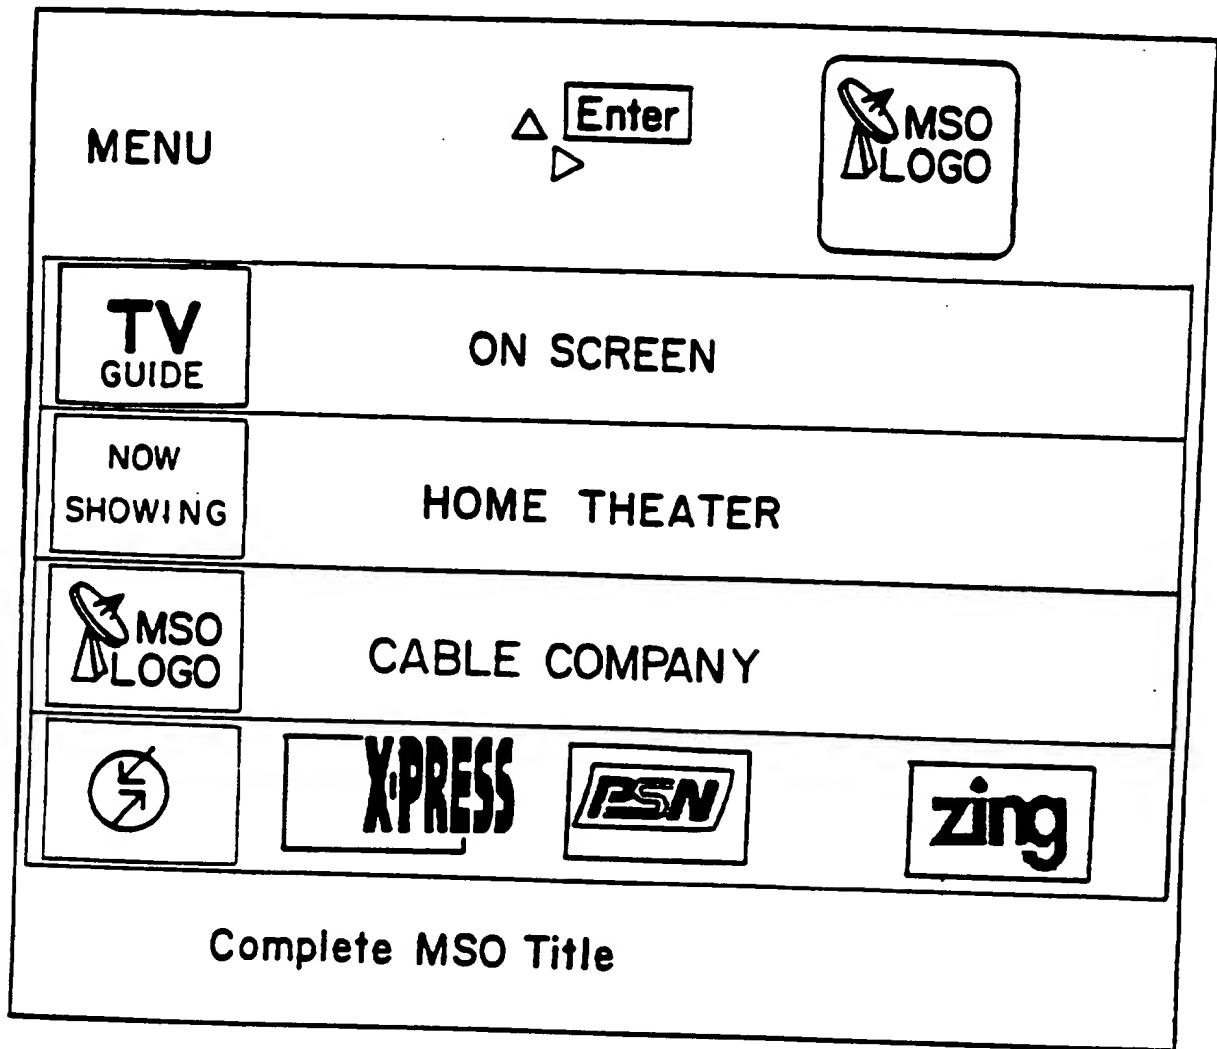 MENU
Enter
MSO
LOGO
TV
GUIDE
ON SCREEN
NOW
SHOWING
HOME THEATER
MSO
LOGO
CABLE COMPANY
X·PRESS
PSN
zing
Complete MSO Title